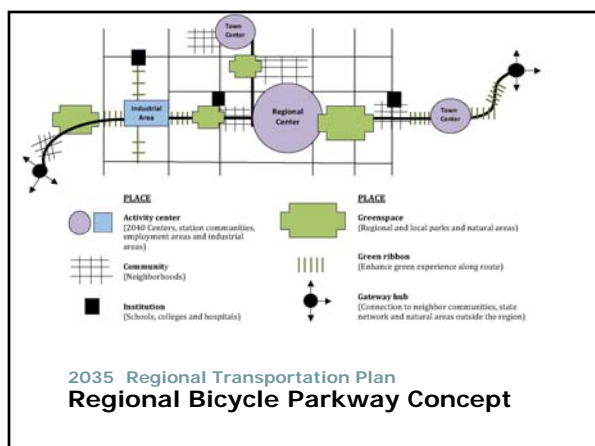 Town
Center
Industrial
Area
Regional
Center
Town
Center
PLACE
Activity center
(2040 Centers, station communities,
employment areas and industrial
areas)
Community
(Neighborhoods)
Institution
(Schools, colleges and hospitals)
PLACE
Greenspace
(Regional and local parks and natural areas)
Green ribbon
(Enhance green experience along route)
Gateway hub
(Connection to neighbor communities, state
network and natural areas outside the region)
2035 Regional Transportation Plan
Regional Bicycle Parkway Concept